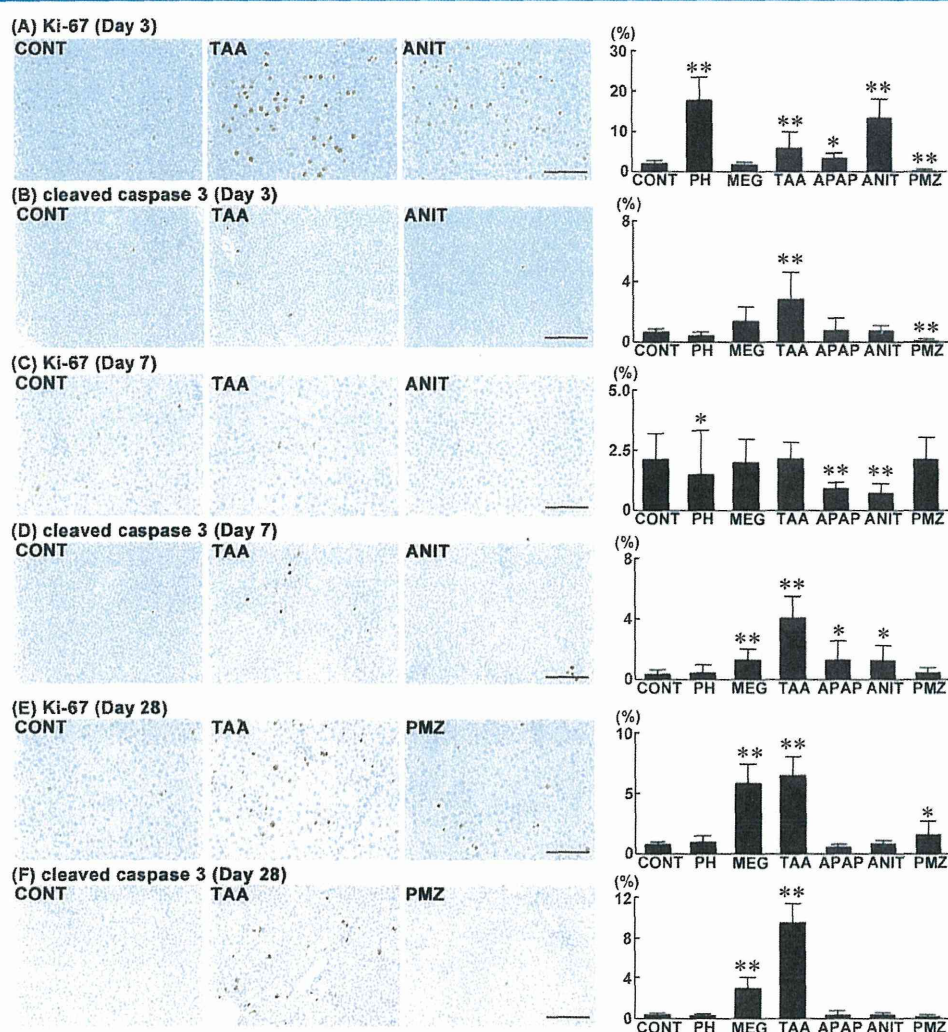 (A) Ki-67 (Day 3)
CONT TAA ANIT
(%)
30
20
10
0
** ** * ** **
CONT PH MEG TAA APAP ANIT PMZ
(B) cleaved caspase 3 (Day 3)
CONT TAA ANIT
(%)
8
4
0
** **
CONT PH MEG TAA APAP ANIT PMZ
(C) Ki-67 (Day 7)
CONT TAA ANIT
(%)
5.0
2.5
0
* ** **
CONT PH MEG TAA APAP ANIT PMZ
(D) cleaved caspase 3 (Day 7)
CONT TAA ANIT
(%)
8
4
0
** ** * *
CONT PH MEG TAA APAP ANIT PMZ
(E) Ki-67 (Day 28)
CONT TAA PMZ
(%)
10
5
0
** ** *
CONT PH MEG TAA APAP ANIT PMZ
(F) cleaved caspase 3 (Day 28)
CONT TAA PMZ
(%)
12
8
4
0
** **
CONT PH MEG TAA APAP ANIT PMZ